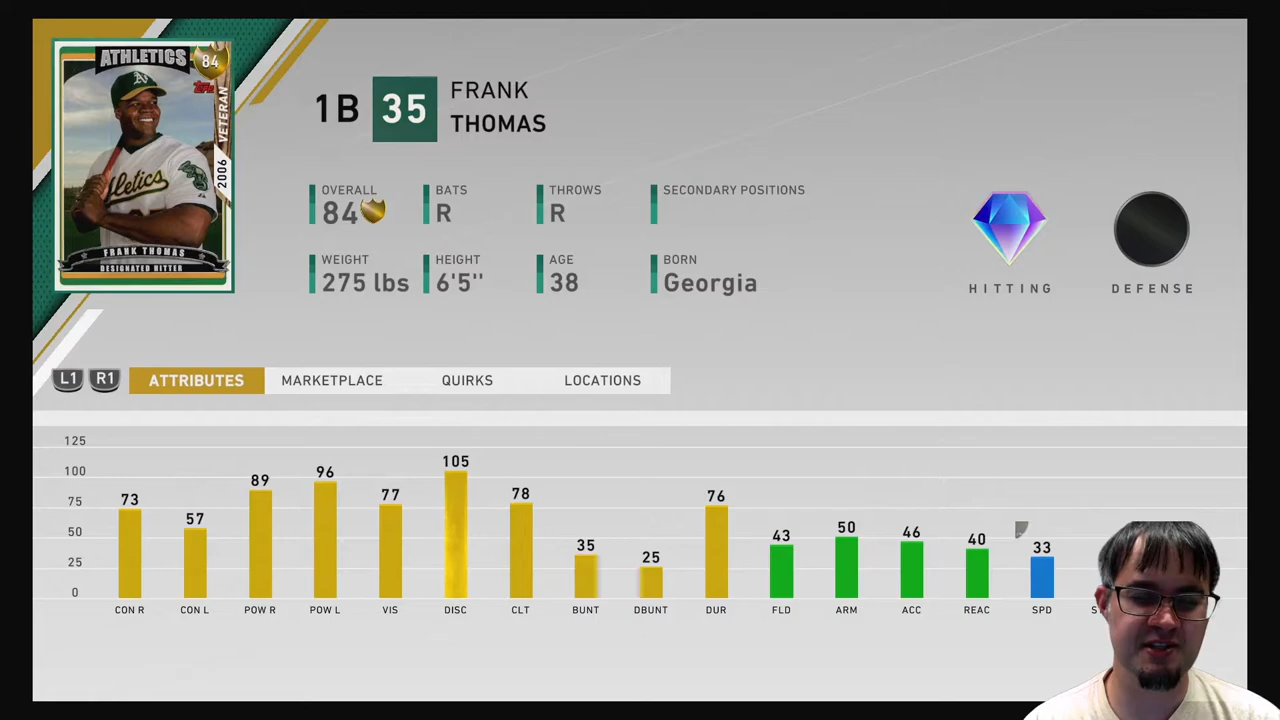 ATHLETICS
84
Topps
2006 VETERAN
FRANK THOMAS
DESIGNATED HITTER
1B 35 FRANK
THOMAS
OVERALL BATS THROWS SECONDARY POSITIONS
84 R R
WEIGHT HEIGHT AGE BORN
275 lbs 6'5'' 38 Georgia
HITTING DEFENSE
L1 R1 ATTRIBUTES MARKETPLACE QUIRKS LOCATIONS
125
100
75
50
25
0
73 57 89 96 77 105 78 35 25 76 43 50 46 40 33
CON R CON L POW R POW L VIS DISC CLT BUNT DBUNT DUR FLD ARM ACC REAC SPD